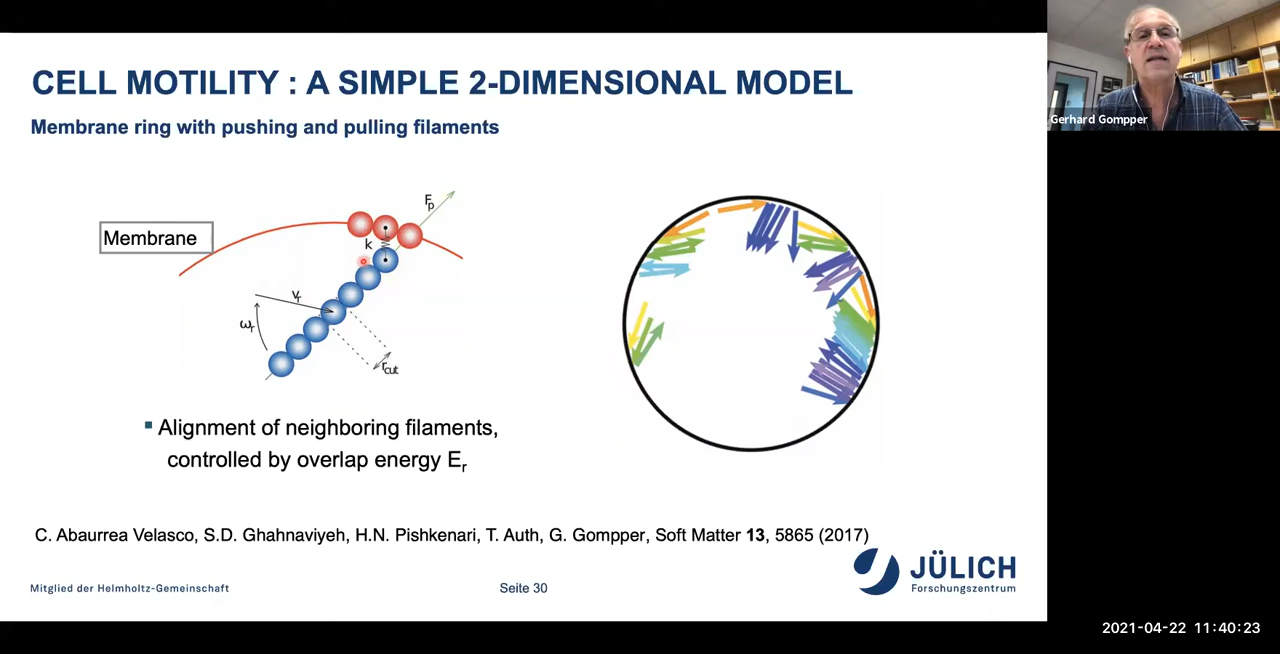 CELL MOTILITY : A SIMPLE 2-DIMENSIONAL MODEL
Membrane ring with pushing and pulling filaments
Gerhard Gompper
Membrane
Fp
k
vr
ωr
rcut
Alignment of neighboring filaments,
controlled by overlap energy Er
C. Abaurrea Velasco, S.D. Ghahnaviyeh, H.N. Pishkenari, T. Auth, G. Gompper, Soft Matter 13, 5865 (2017)
JÜLICH
Forschungszentrum
Mitglied der Helmholtz-Gemeinschaft
Seite 30
2021-04-22 11:40:23